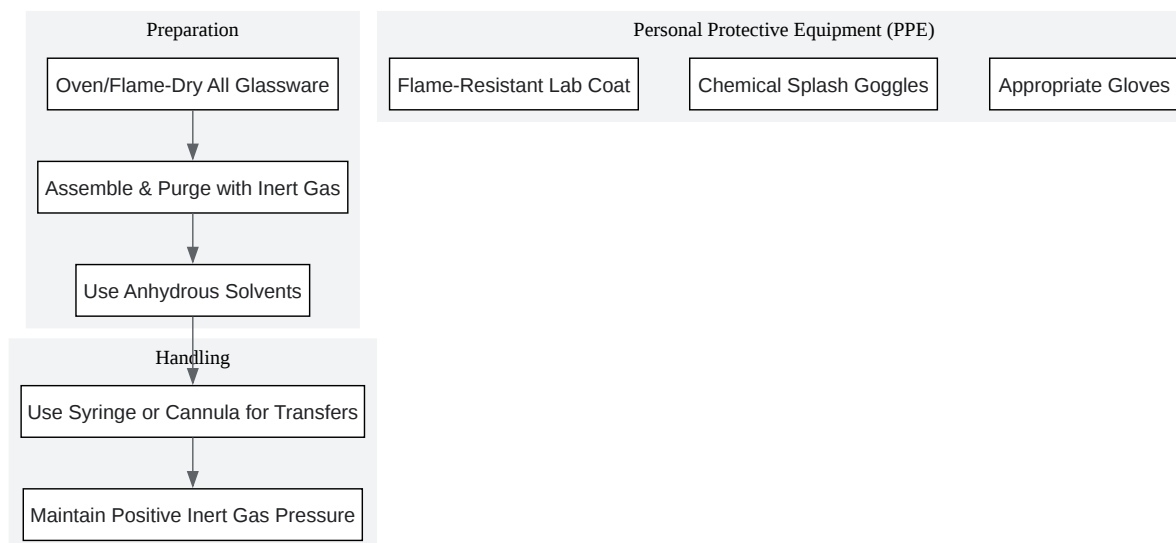 Preparation
Oven/Flame-Dry All Glassware
Assemble & Purge with Inert Gas
Use Anhydrous Solvents
Handling
Use Syringe or Cannula for Transfers
Maintain Positive Inert Gas Pressure
Personal Protective Equipment (PPE)
Flame-Resistant Lab Coat
Chemical Splash Goggles
Appropriate Gloves